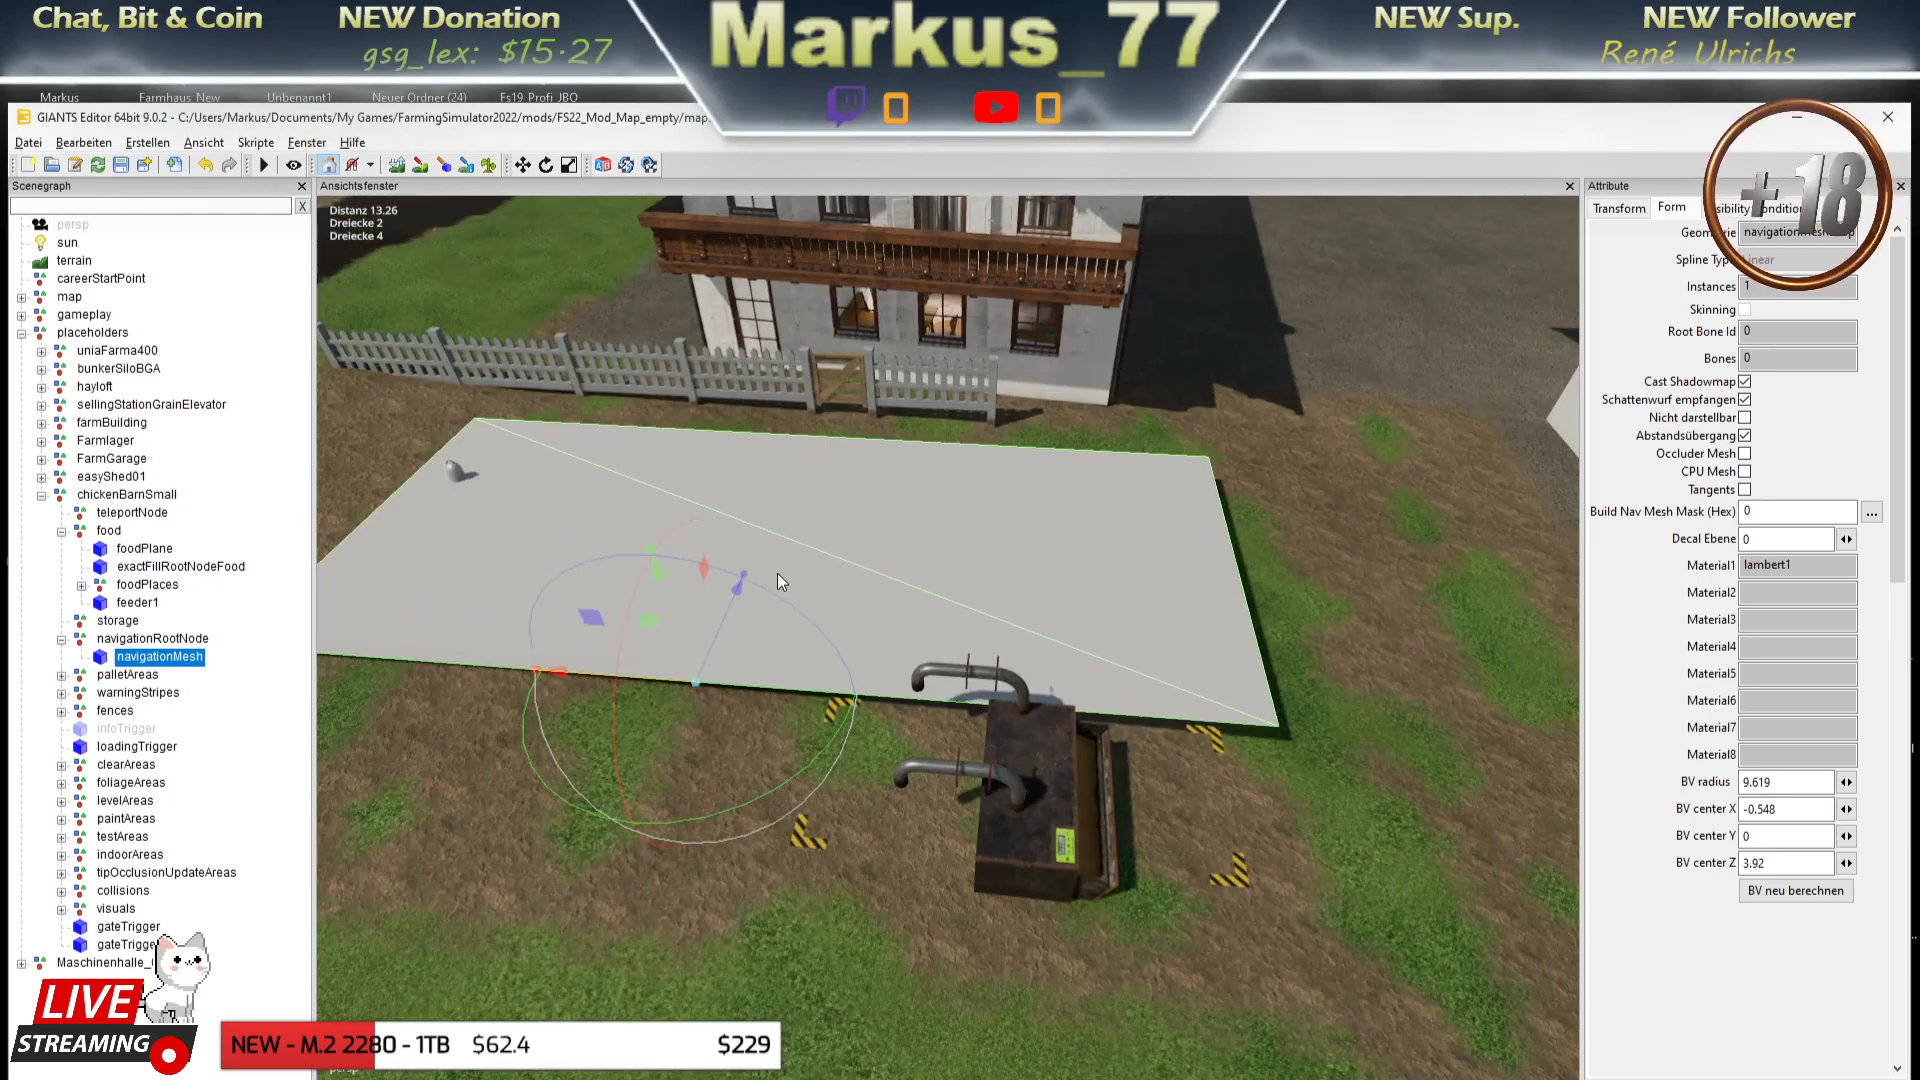 Chat, Bit & Coin
NEW Donation
gsg_lex: $15.27
Markus_77
NEW Sup.
NEW Follower
René Ulrichs
Markus
Farmhaus_New
Unbenannt1
Neuer Ordner (24)
Fs19 Profi JBO
GIANTS Editor 64bit 9.0.2 - C:/Users/Markus/Documents/My Games/FarmingSimulator2022/mods/FS22_Mod_Map_empty/map
Datei
Bearbeiten
Erstellen
Ansicht
Skripte
Fenster
Hilfe
+18
Scenegraph
X
persp
sun
terrain
careerStartPoint
map
gameplay
placeholders
uniaFarma400
bunkerSiloBGA
hayloft
sellingStationGrainElevator
farmBuilding
Farmlager
FarmGarage
easyShed01
chickenBarnSmall
teleportNode
food
foodPlane
exactFillRootNodeFood
foodPlaces
feeder1
storage
navigationRootNode
navigationMesh
palletAreas
warningStripes
fences
infoTrigger
loadingTrigger
clearAreas
foliageAreas
levelAreas
paintAreas
testAreas
indoorAreas
tipOcclusionUpdateAreas
collisions
visuals
gateTrigger
gateTrigge
Maschinenhalle_
LIVE
STREAMING
NEW - M.2 2280 - 1TB $62.4 $229
Ansichtsfenster
Distanz 13.26
Dreiecke 2
Dreiecke 4
persp
Attribute
Transform
Form
Geometrie
Spline Type Linear
Instances 1
Skinning
Root Bone Id 0
Bones 0
Cast Shadowmap
Schattenwurf empfangen
Nicht darstellbar
Abstandsübergang
Occluder Mesh
CPU Mesh
Tangents
Build Nav Mesh Mask (Hex) 0 ...
Decal Ebene 0
Material1 lambert1
Material2
Material3
Material4
Material5
Material6
Material7
Material8
BV radius 9.619
BV center X -0.548
BV center Y 0
BV center Z 3.92
BV neu berechnen